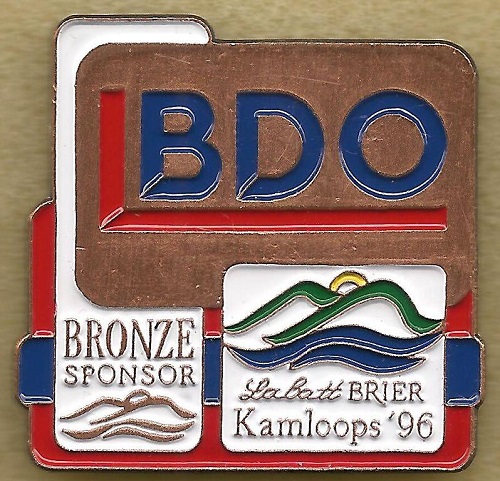 BDO
BRONZE
SPONSOR
Labatt BRIER
Kamloops '96